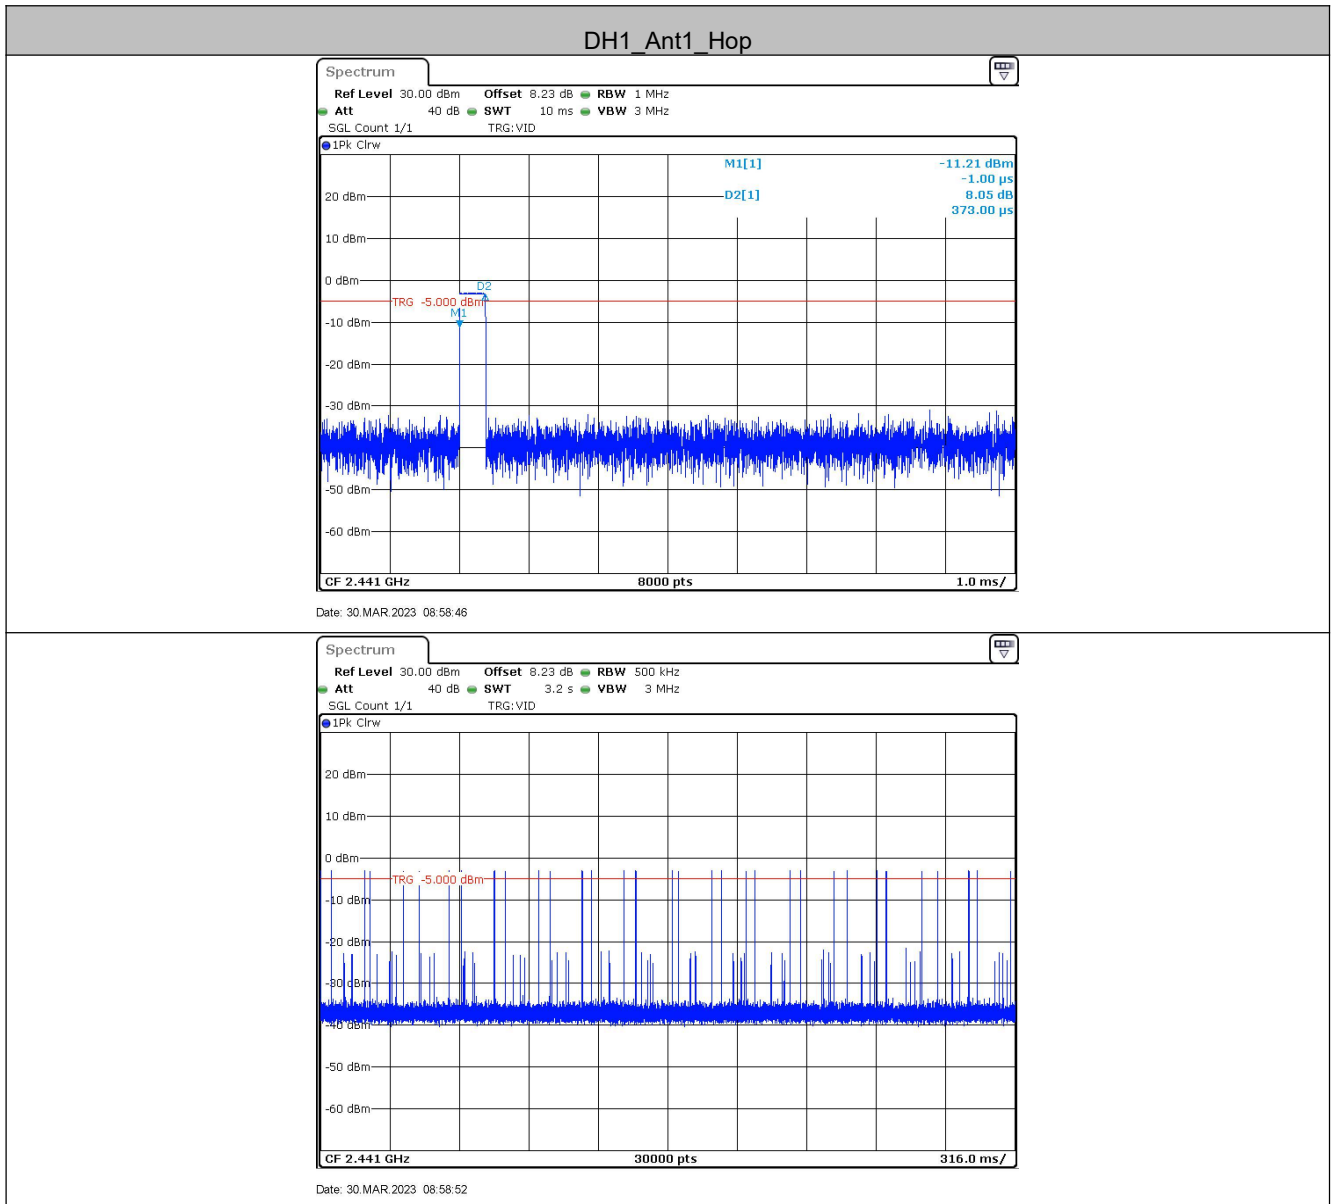 DH1_Ant1_Hop
Spectrum
Ref Level 30.00 dBm Offset 8.23 dB RBW 1 MHz
Att 40 dB SWT 10 ms VBW 3 MHz
SGL Count 1/1 TRG:VID
1Pk Clrw
M1[1] -11.21 dBm
-1.00 µs
20 dBm D2[1] 8.05 dB
373.00 µs
10 dBm
0 dBm
D2
TRG -5.000 dBm
M1
-10 dBm
-20 dBm
-30 dBm
-50 dBm
-60 dBm
CF 2.441 GHz 8000 pts 1.0 ms/
Date: 30.MAR.2023 08:58:46
Spectrum
Ref Level 30.00 dBm Offset 8.23 dB RBW 500 kHz
Att 40 dB SWT 3.2 s VBW 3 MHz
SGL Count 1/1 TRG:VID
1Pk Clrw
20 dBm
10 dBm
0 dBm
TRG -5.000 dBm
-10 dBm
-20 dBm
-30 dBm
-40 dBm
-50 dBm
-60 dBm
CF 2.441 GHz 30000 pts 316.0 ms/
Date: 30.MAR.2023 08:58:52